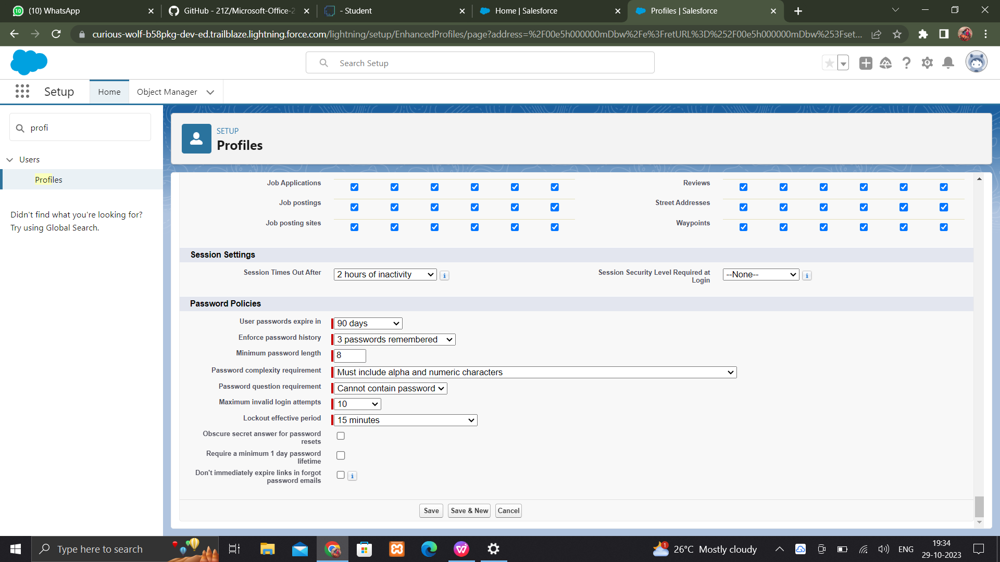 (10) WhatsApp
GitHub - 21Z/Microsoft-Office-2
- Student
Home | Salesforce
Profiles | Salesforce
curious-wolf-b58pkg-dev-ed.trailblaze.lightning.force.com/lightning/setup/EnhancedProfiles/page?address=%2F00e5h000000mDbw%2Fe%3FretURL%3D%252F00e5h000000mDbw%253Fset...
Search Setup
Setup
Home
Object Manager
profi
Users
Profiles
Didn't find what you're looking for?
Try using Global Search.
SETUP
Profiles
Job Applications
Reviews
Job postings
Street Addresses
Job posting sites
Waypoints
Session Settings
Session Times Out After
2 hours of inactivity
Session Security Level Required at
Login
--None--
Password Policies
User passwords expire in
90 days
Enforce password history
3 passwords remembered
Minimum password length
8
Password complexity requirement
Must include alpha and numeric characters
Password question requirement
Cannot contain password
Maximum invalid login attempts
10
Lockout effective period
15 minutes
Obscure secret answer for password
resets
Require a minimum 1 day password
lifetime
Don't immediately expire links in forgot
password emails
Save
Save & New
Cancel
Type here to search
1
26°C Mostly cloudy
ENG
19:34
29-10-2023